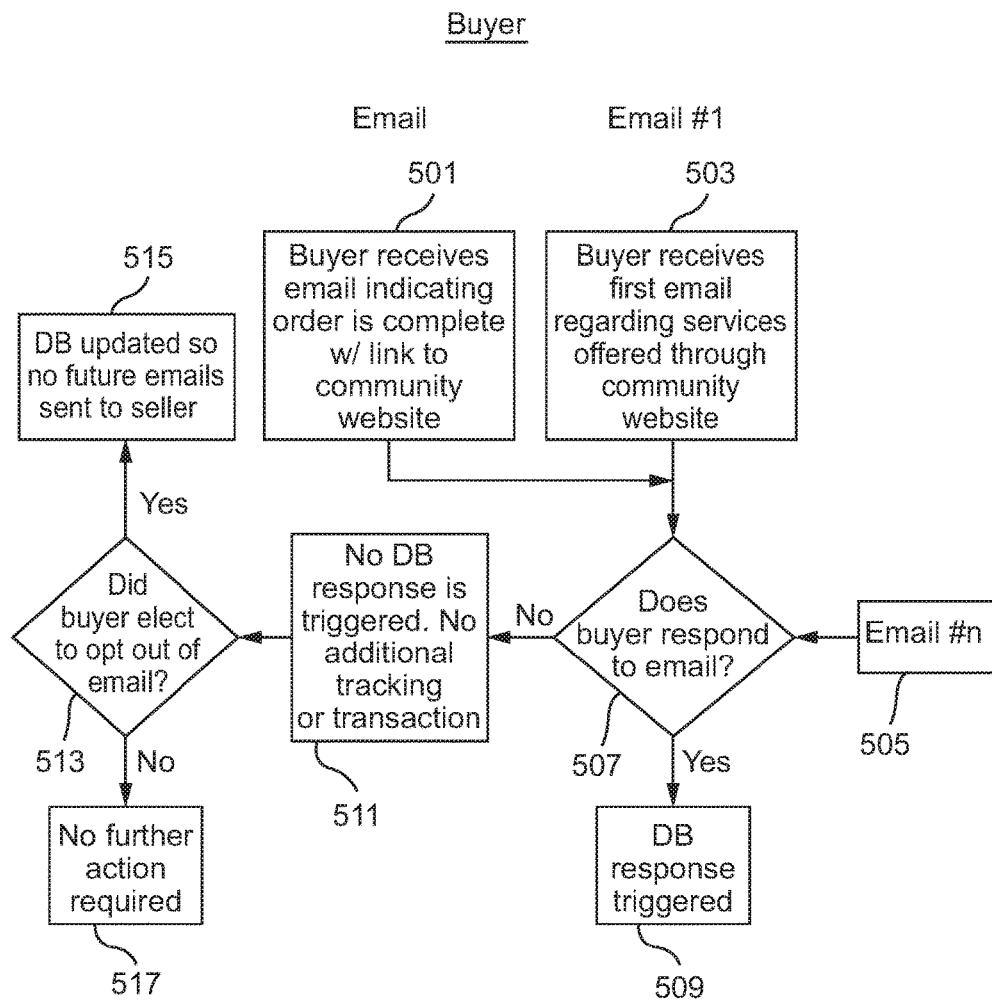 Buyer
Email
Email #1
501
503
Buyer receives
email indicating
order is complete
w/ link to
community
website
Buyer receives
first email
regarding services
offered through
community
website
515
DB updated so
no future emails
sent to seller
Yes
Did
buyer elect
to opt out of
email?
513
No
No further
action
required
517
No DB
response is
triggered. No
additional
tracking
or transaction
511
No
Does
buyer respond
to email?
507
Yes
Email #n
505
DB
response
triggered
509